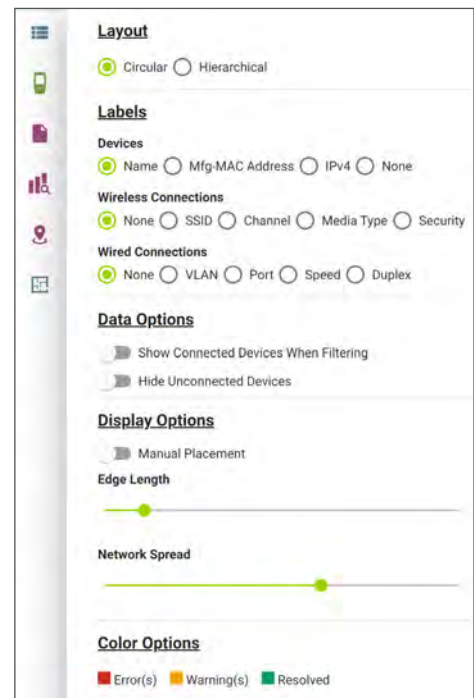 Layout
Circular Hierarchical
Labels
Devices
Name Mfg-MAC Address IPv4 None
Wireless Connections
None SSID Channel Media Type Security
Wired Connections
None VLAN Port Speed Duplex
Data Options
Show Connected Devices When Filtering
Hide Unconnected Devices
Display Options
Manual Placement
Edge Length
Network Spread
Color Options
Error(s) Warning(s) Resolved